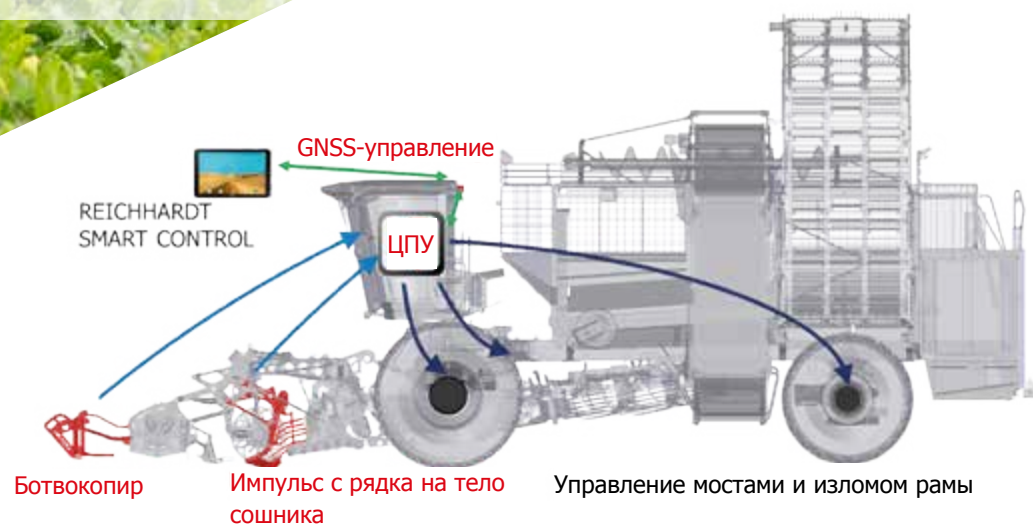 GNSS-управление
REICHHARDT
SMART CONTROL
ЦПУ
Ботвокопир
Импульс с рядка на тело
сошника
Управление мостами и изломом рамы